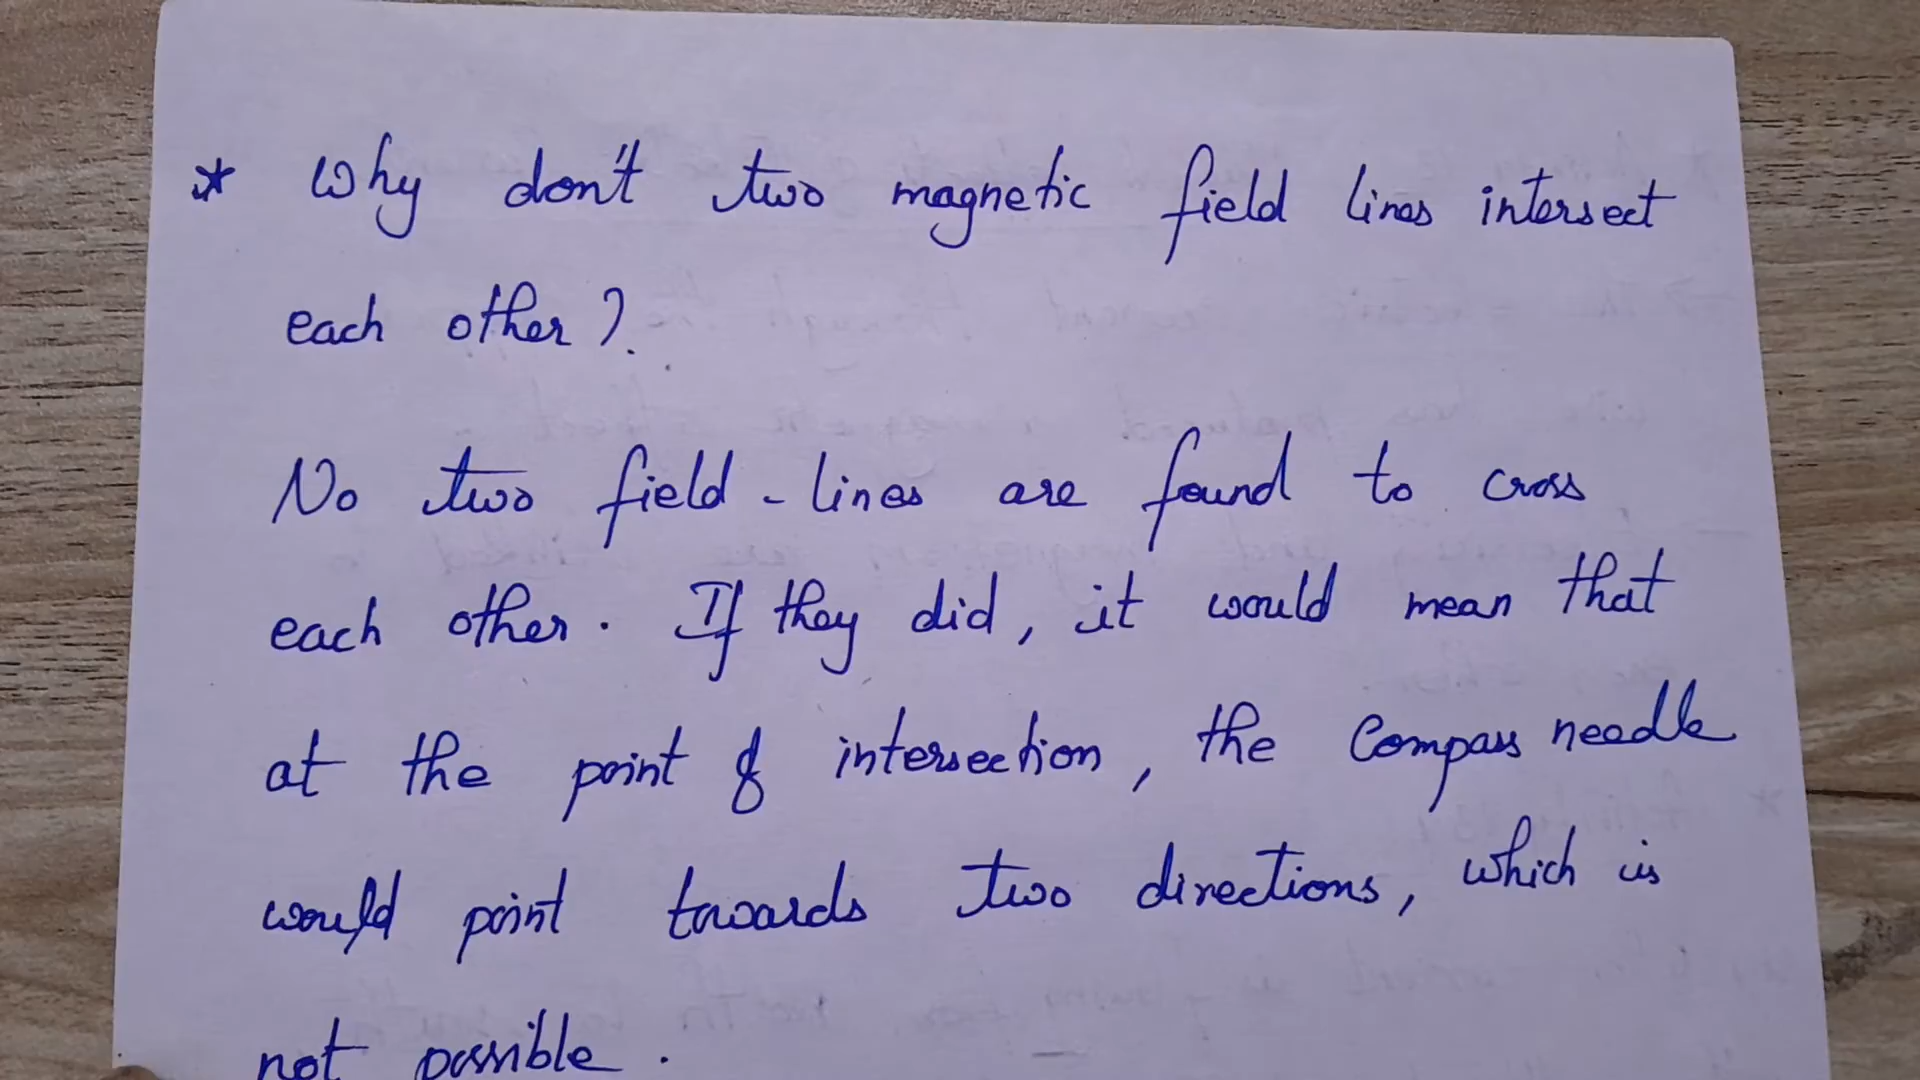 * Why don't two magnetic field lines intersect
each other?
No two field-lines are found to cross
each other. If they did, it would mean that
at the point of intersection, the Compass needle
would point towards two directions, which is
not possible.